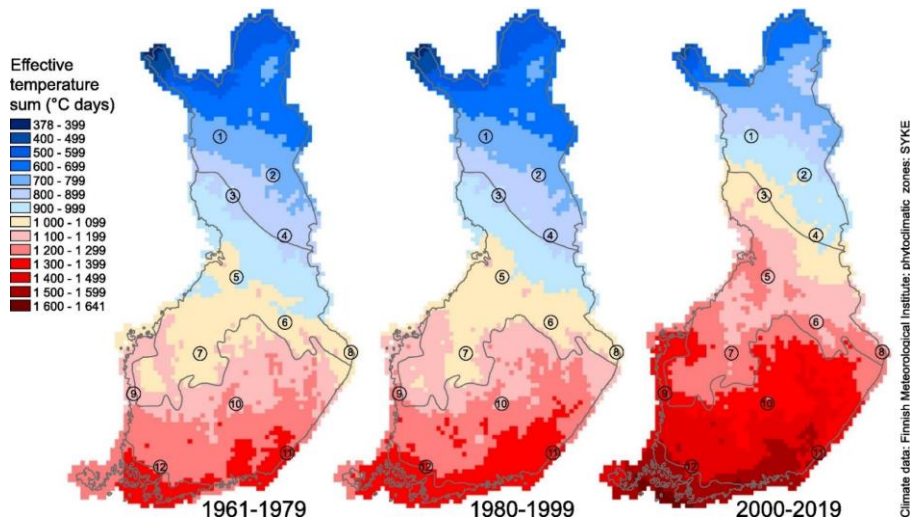 Effective
temperature
sum (°C days)
378 - 399
400 - 499
500 - 599
600 - 699
700 - 799
800 - 899
900 - 999
1 000 - 1 099
1 100 - 1 199
1 200 - 1 299
1 300 - 1 399
1 400 - 1 499
1 500 - 1 599
1 600 - 1 641
1
2
3
4
5
6
7
8
9
10
11
12
1961-1979
1
2
3
4
5
6
7
8
9
10
11
12
1980-1999
1
2
3
4
5
6
7
8
9
10
11
12
2000-2019
Climate data: Finnish Meteorological Institute; phytoclimatic zones: SYKE